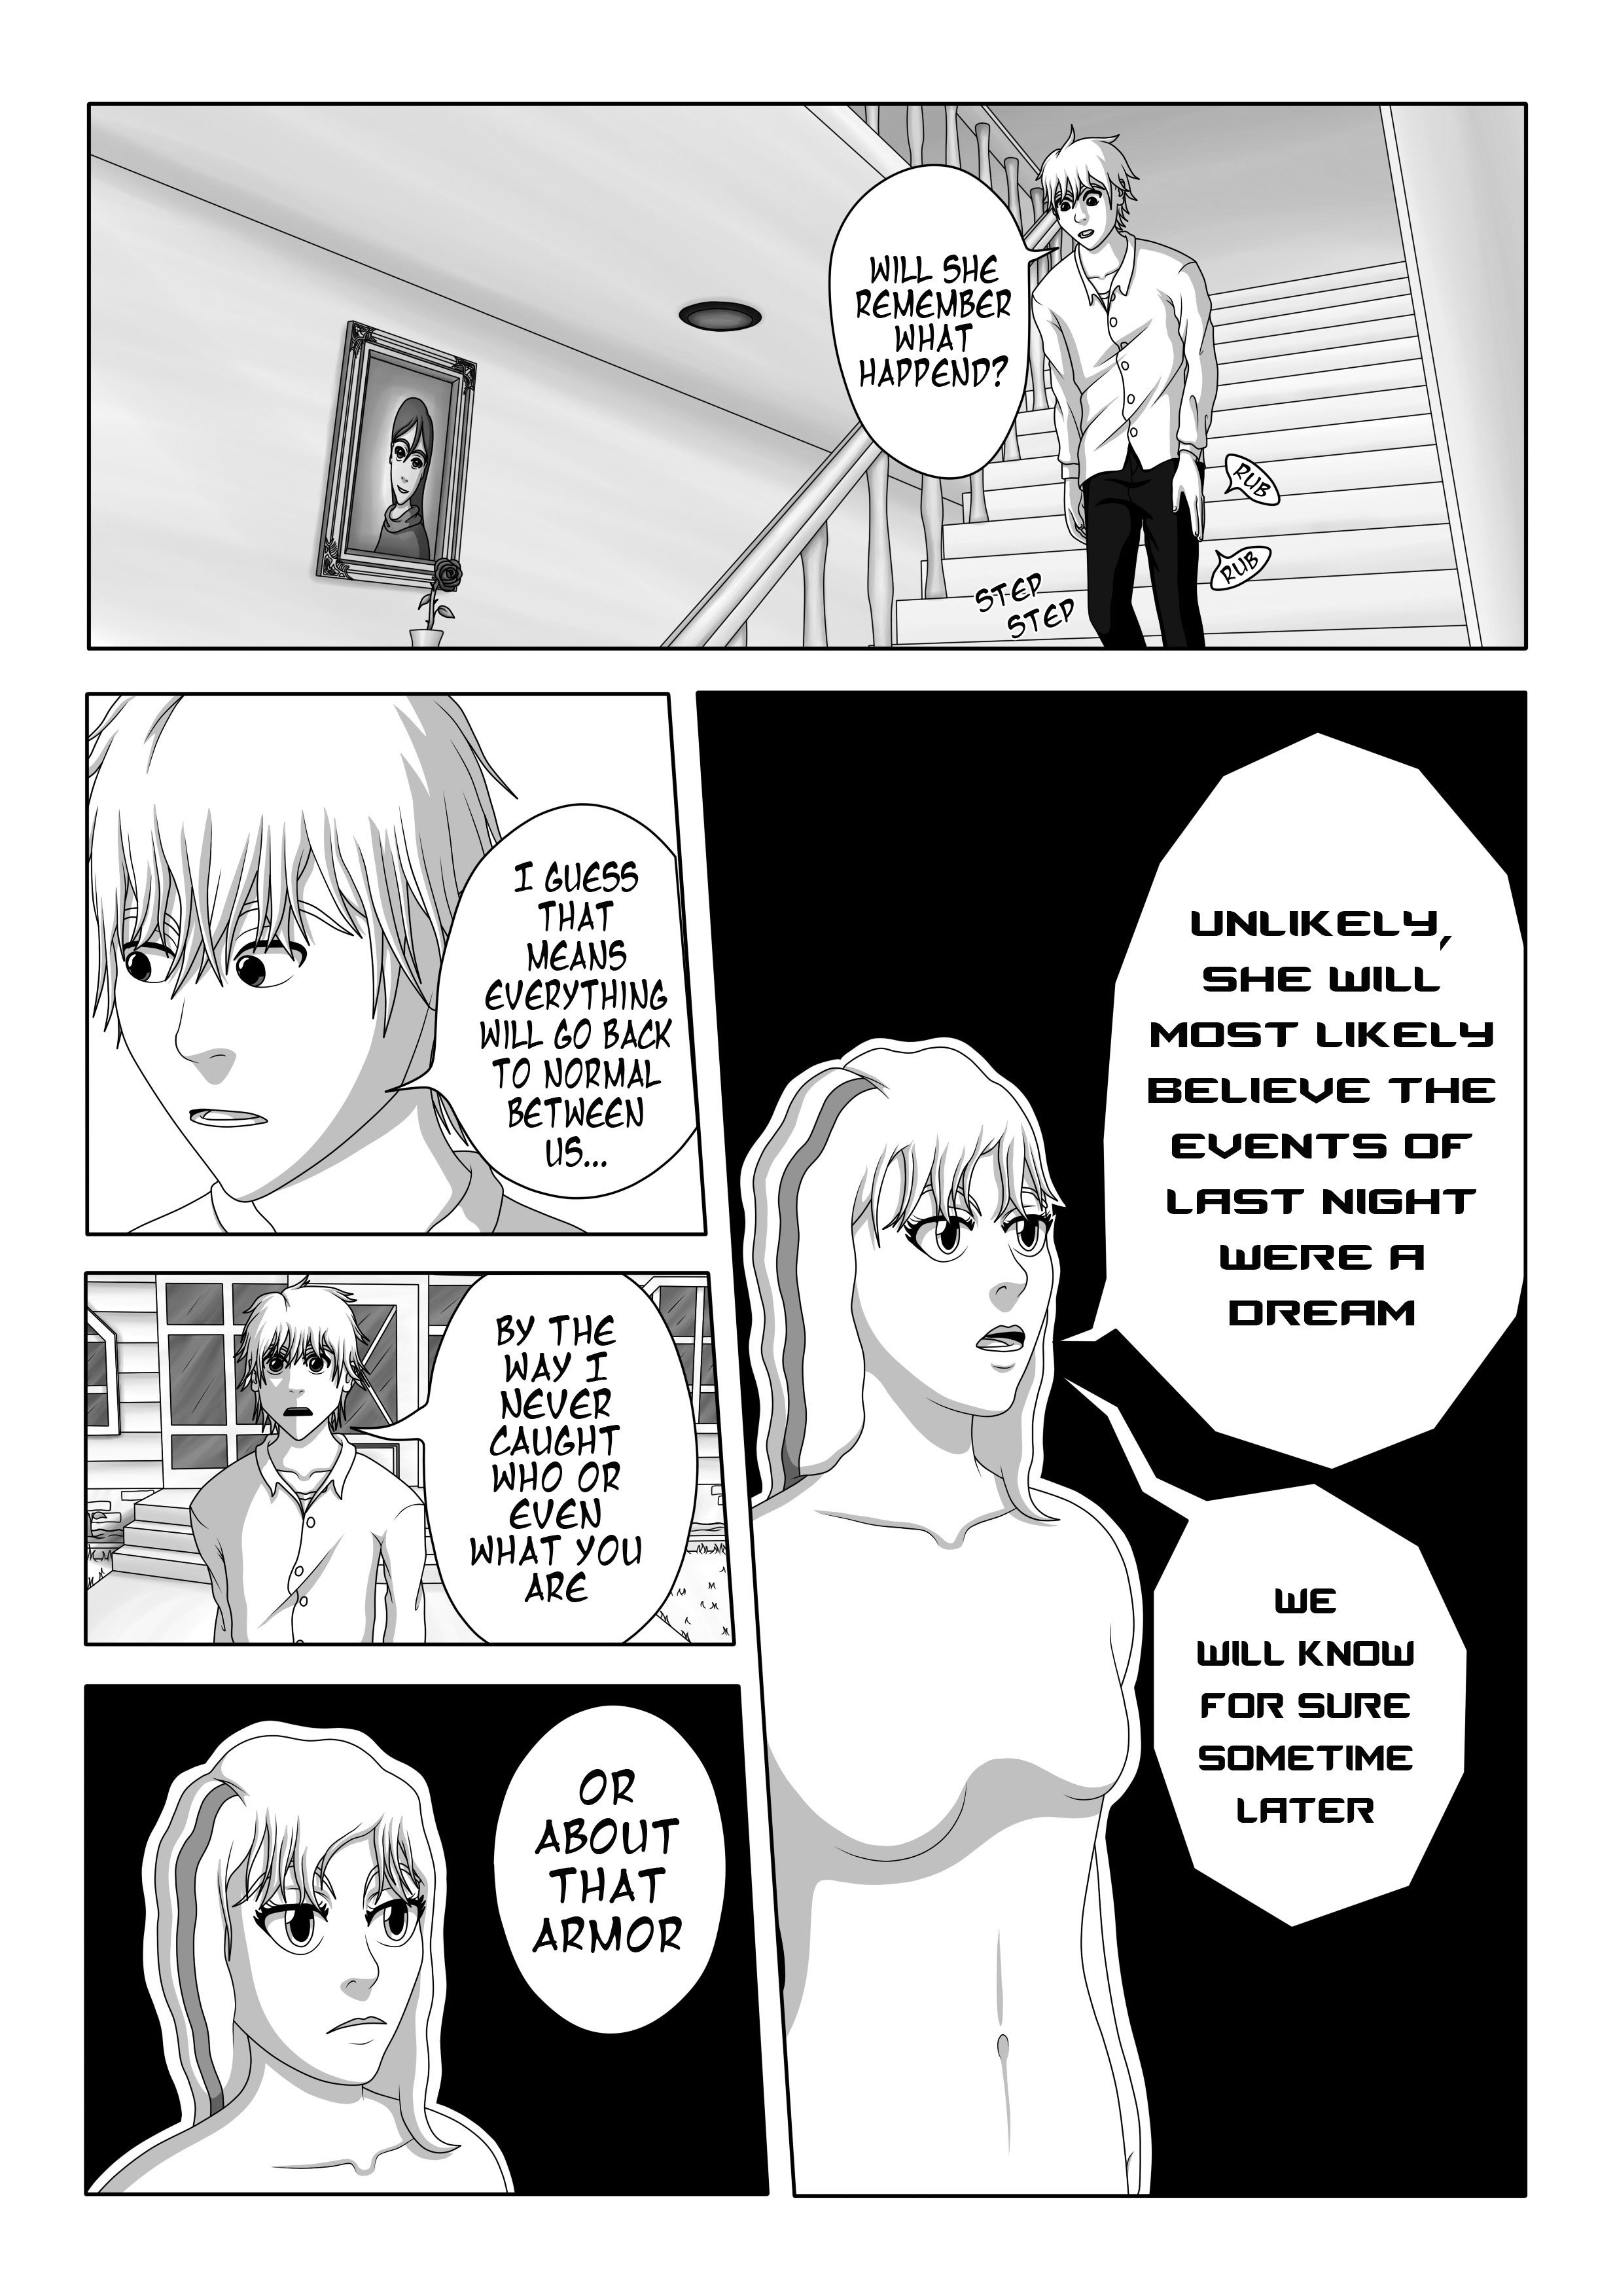 WILL SHE
REMEMBER
WHAT
HAPPEND?
RUB
RUB
STEP
STEP
UNLIKELY,
SHE WILL
MOST LIKELY
BELIEVE THE
EVENTS OF
LAST NIGHT
WERE A
DREAM
WE
WILL KNOW
FOR SURE
SOMETIME
LATER
I GUESS
THAT
MEANS
EVERYTHING
WILL GO BACK
TO NORMAL
BETWEEN
US...
BY THE
WAY I
NEVER
CAUGHT
WHO OR
EVEN
WHAT YOU
ARE
OR
ABOUT
THAT
ARMOR